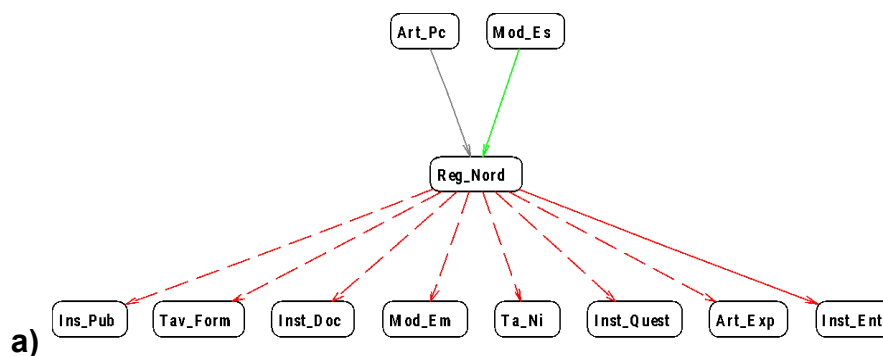 Art_Pc Mod_Es
Reg_Nord
Ins_Pub Tav_Form Inst_Doc Mod_Em Ta_Ni Inst_Quest Art_Exp Inst_Ent
a)